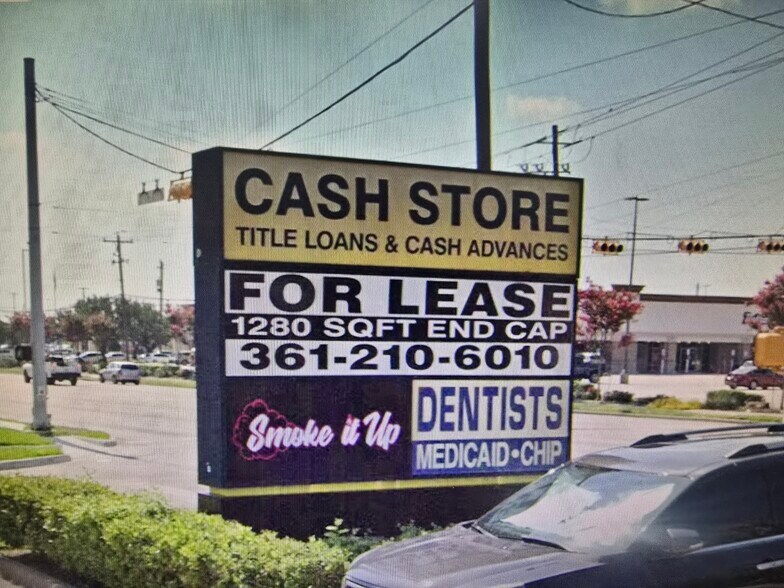 CASH STORE
TITLE LOANS & CASH ADVANCES
FOR LEASE
1280 SQFT END CAP
361-210-6010
Smoke it Up
DENTISTS
MEDICAID•CHIP